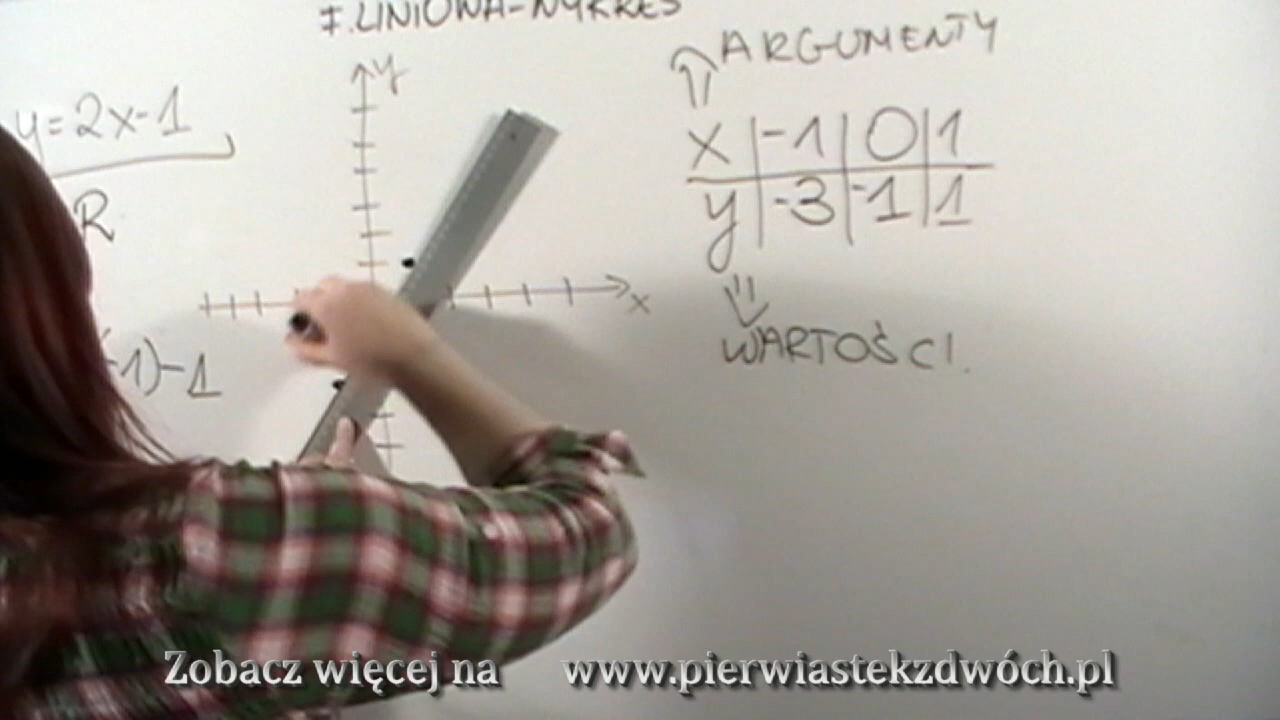 F. LINIOWA - WYKRES
y = 2x-1
R
-1)-1
y
x
ARGUMENTY
x | -1 | 0 | 1
y | -3 | -1 | 1
WARTOŚCI.
Zobacz więcej na www.pierwiastekzdwóch.pl